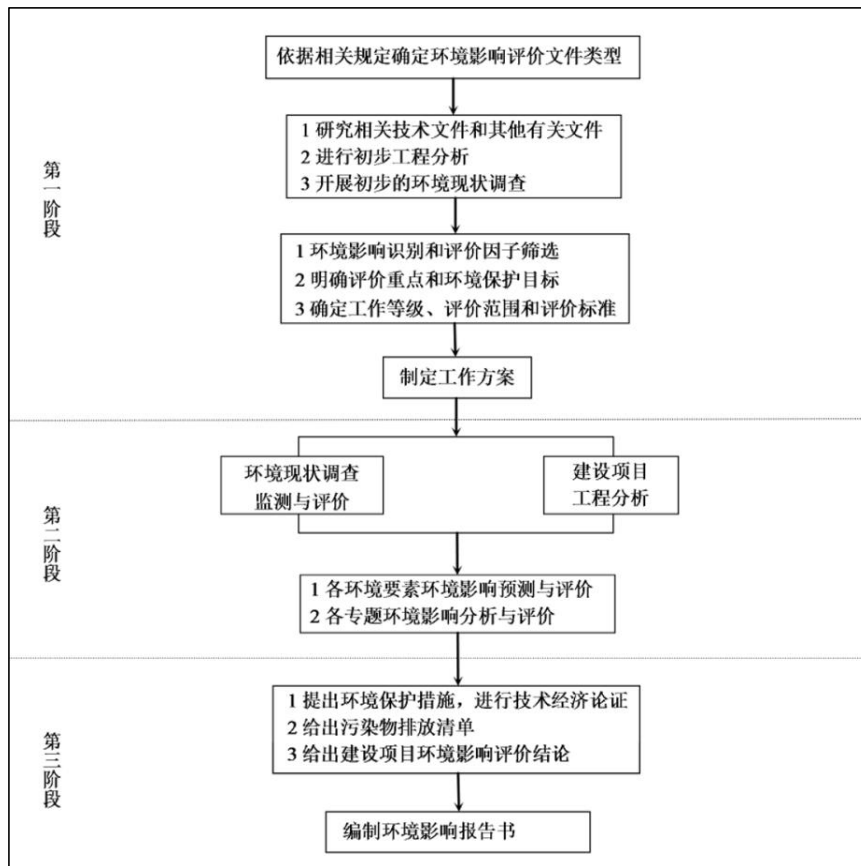 第一阶段
依据相关规定确定环境影响评价文件类型
1 研究相关技术文件和其他有关文件
2 进行初步工程分析
3 开展初步的环境现状调查
1 环境影响识别和评价因子筛选
2 明确评价重点和环境保护目标
3 确定工作等级、评价范围和评价标准
制定工作方案
第二阶段
环境现状调查
监测与评价
建设项目
工程分析
1 各环境要素环境影响预测与评价
2 各专题环境影响分析与评价
第三阶段
1 提出环境保护措施，进行技术经济论证
2 给出污染物排放清单
3 给出建设项目环境影响评价结论
编制环境影响报告书